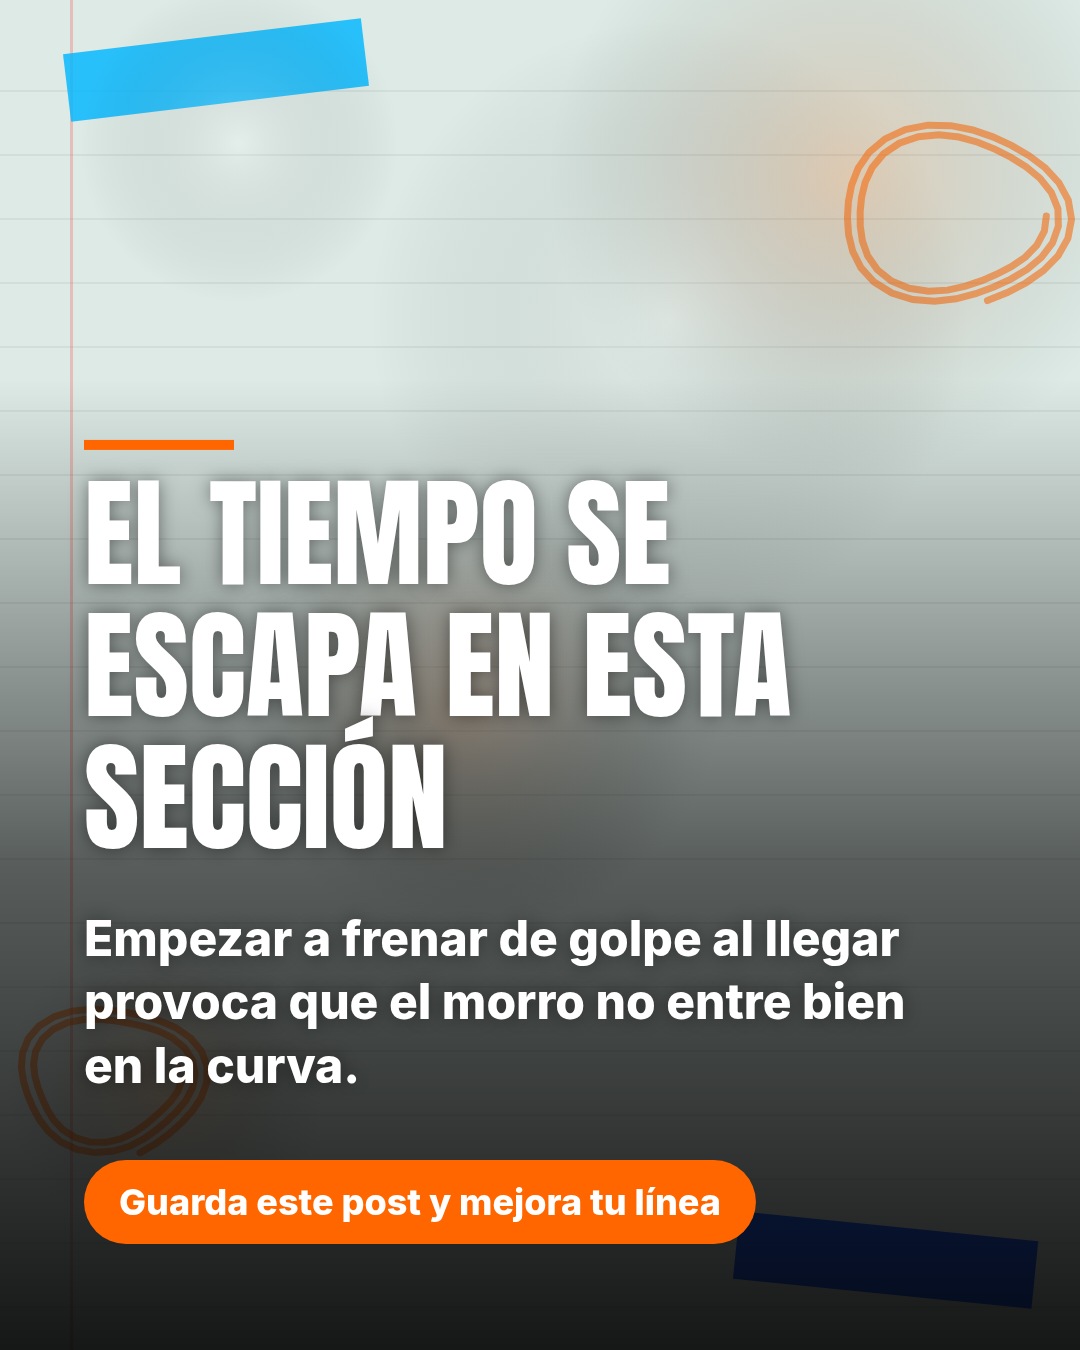 EL TIEMPO SE
ESCAPA EN ESTA
SECCIÓN
Empezar a frenar de golpe al llegar
provoca que el morro no entre bien
en la curva.
Guarda este post y mejora tu línea